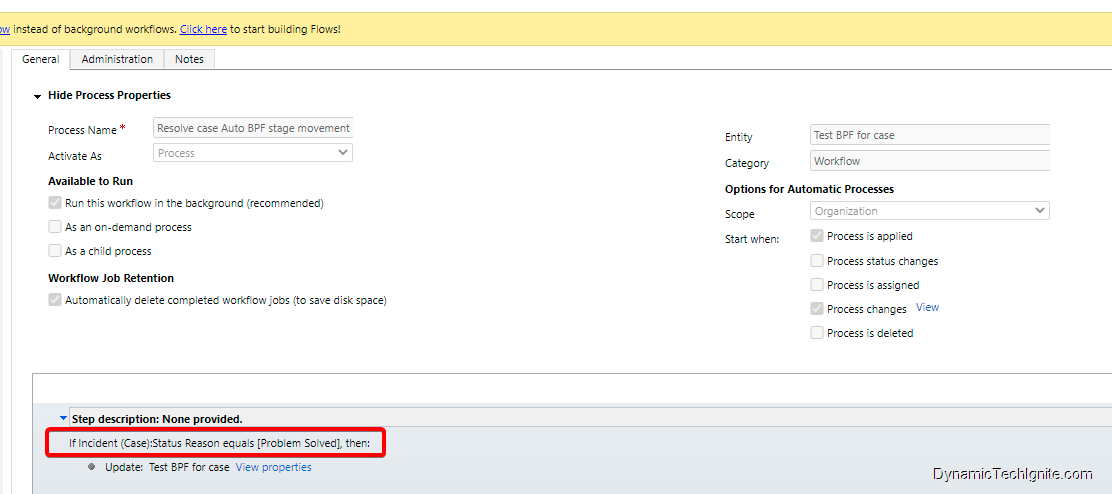 ow instead of background workflows. Click here to start building Flows!
General Administration Notes
Hide Process Properties
Process Name * Resolve case Auto BPF stage movement
Activate As Process
Available to Run
Run this workflow in the background (recommended)
As an on-demand process
As a child process
Workflow Job Retention
Automatically delete completed workflow jobs (to save disk space)
Entity Test BPF for case
Category Workflow
Options for Automatic Processes
Scope Organization
Start when: Process is applied
Process status changes
Process is assigned
Process changes View
Process is deleted
Step description: None provided.
If Incident (Case):Status Reason equals [Problem Solved], then:
Update: Test BPF for case View properties
DynamicTechIgnite.com